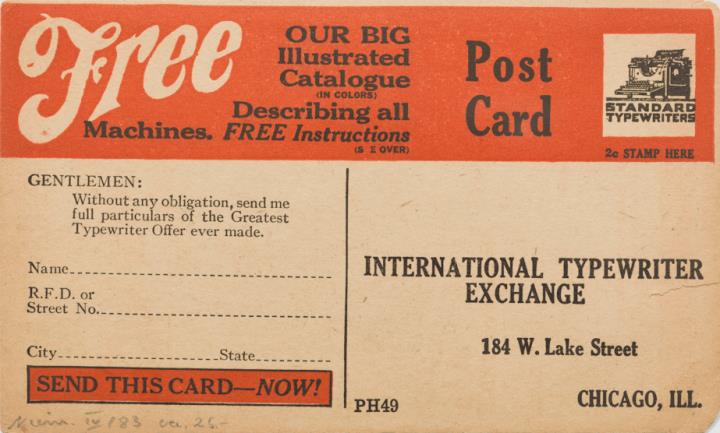 Free
OUR BIG
Illustrated
Catalogue
(IN COLORS)
Describing all
Machines. FREE Instructions
(S E OVER)
Post
Card
STANDARD
TYPEWRITERS
2c STAMP HERE
GENTLEMEN:
Without any obligation, send me
full particulars of the Greatest
Typewriter Offer ever made.
Name
R.F.D. or
Street No.
City State
SEND THIS CARD—NOW!
INTERNATIONAL TYPEWRITER
EXCHANGE
184 W. Lake Street
PH49
CHICAGO, ILL.